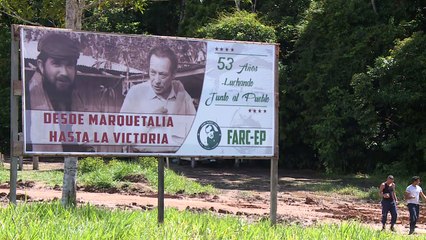 53 Años
Luchando
Junto al Pueblo
DESDE MARQUETALIA
HASTA LA VICTORIA
FARC-EP